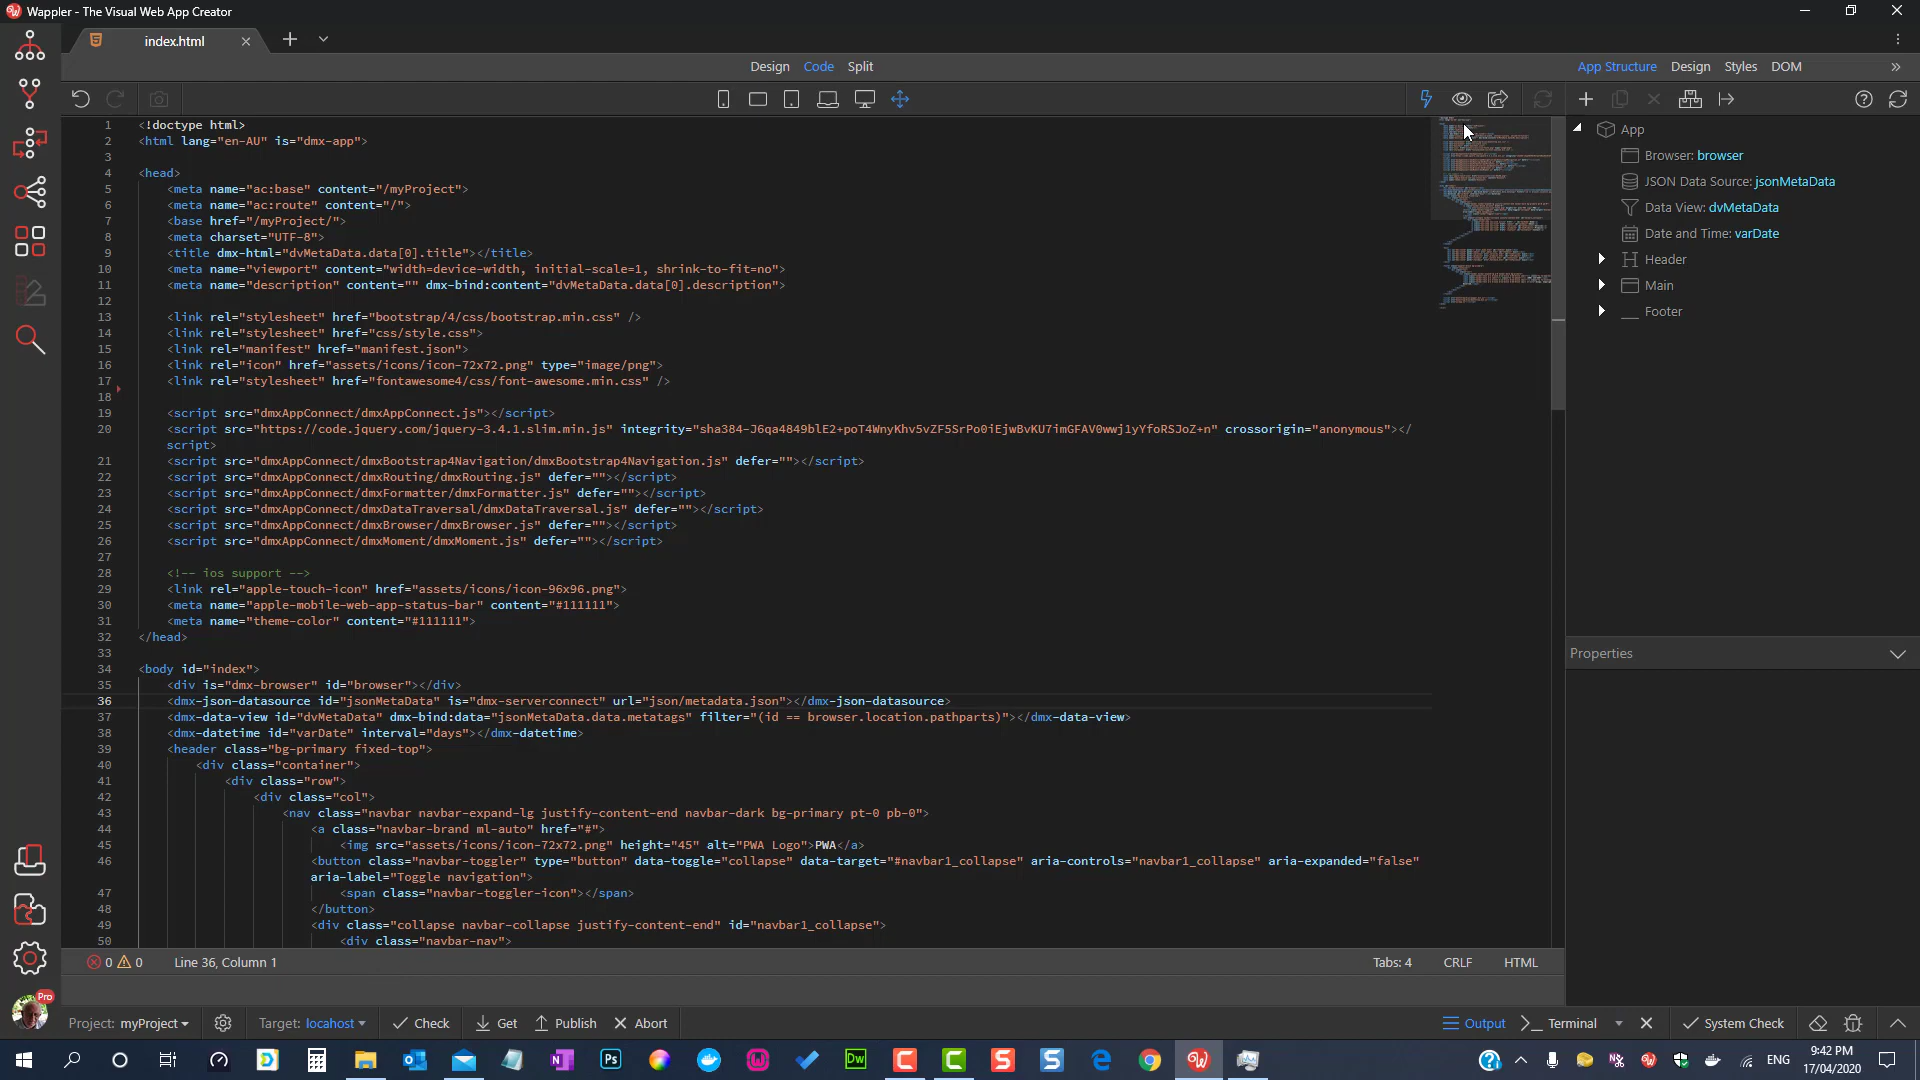 Wappler - The Visual Web App Creator
index.html
Design Code Split
App Structure Design Styles DOM
1 <!doctype html>
2 <html lang="en-AU" is="dmx-app">
3
4 <head>
5 <meta name="ac:base" content="/myProject">
6 <meta name="ac:route" content="/">
7 <base href="/myProject/">
8 <meta charset="UTF-8">
9 <title dmx-html="dvMetaData.data[0].title"></title>
10 <meta name="viewport" content="width=device-width, initial-scale=1, shrink-to-fit=no">
11 <meta name="description" content="" dmx-bind:content="dvMetaData.data[0].description">
12
13 <link rel="stylesheet" href="bootstrap/4/css/bootstrap.min.css" />
14 <link rel="stylesheet" href="css/style.css">
15 <link rel="manifest" href="manifest.json">
16 <link rel="icon" href="assets/icons/icon-72x72.png" type="image/png">
17 <link rel="stylesheet" href="fontawesome4/css/font-awesome.min.css" />
18
19 <script src="dmxAppConnect/dmxAppConnect.js"></script>
20 <script src="https://code.jquery.com/jquery-3.4.1.slim.min.js" integrity="sha384-J6qa4849blE2+poT4WnyKhv5vZF5SrPo0iEjwBvKU7imGFAV0wwj1yYfoRSJoZ+n" crossorigin="anonymous"></
script>
21 <script src="dmxAppConnect/dmxBootstrap4Navigation/dmxBootstrap4Navigation.js" defer=""></script>
22 <script src="dmxAppConnect/dmxRouting/dmxRouting.js" defer=""></script>
23 <script src="dmxAppConnect/dmxFormatter/dmxFormatter.js" defer=""></script>
24 <script src="dmxAppConnect/dmxDataTraversal/dmxDataTraversal.js" defer=""></script>
25 <script src="dmxAppConnect/dmxBrowser/dmxBrowser.js" defer=""></script>
26 <script src="dmxAppConnect/dmxMoment/dmxMoment.js" defer=""></script>
27
28 <!-- ios support -->
29 <link rel="apple-touch-icon" href="assets/icons/icon-96x96.png">
30 <meta name="apple-mobile-web-app-status-bar" content="#111111">
31 <meta name="theme-color" content="#111111">
32 </head>
33
34 <body id="index">
35 <div is="dmx-browser" id="browser"></div>
36 <dmx-json-datasource id="jsonMetaData" is="dmx-serverconnect" url="json/metadata.json"></dmx-json-datasource>
37 <dmx-data-view id="dvMetaData" dmx-bind:data="jsonMetaData.data.metatags" filter="(id == browser.location.pathparts)"></dmx-data-view>
38 <dmx-datetime id="varDate" interval="days"></dmx-datetime>
39 <header class="bg-primary fixed-top">
40 <div class="container">
41 <div class="row">
42 <div class="col">
43 <nav class="navbar navbar-expand-lg justify-content-end navbar-dark bg-primary pt-0 pb-0">
44 <a class="navbar-brand ml-auto" href="#">
45 <img src="assets/icons/icon-72x72.png" height="45" alt="PWA Logo">PWA</a>
46 <button class="navbar-toggler" type="button" data-toggle="collapse" data-target="#navbar1_collapse" aria-controls="navbar1_collapse" aria-expanded="false"
aria-label="Toggle navigation">
47 <span class="navbar-toggler-icon"></span>
48 </button>
49 <div class="collapse navbar-collapse justify-content-end" id="navbar1_collapse">
50 <div class="navbar-nav">
App
Browser: browser
JSON Data Source: jsonMetaData
Data View: dvMetaData
Date and Time: varDate
Header
Main
Footer
Properties
0 0 Line 36, Column 1 Tabs: 4 CRLF HTML
Pro
Project: myProject Target: locahost Check Get Publish Abort Output Terminal System Check
Ps Dw ENG
9:42 PM
17/04/2020